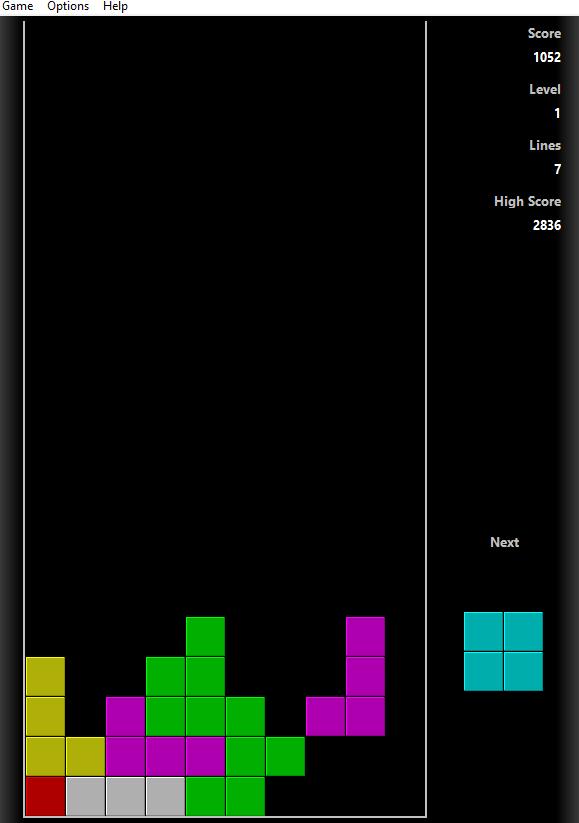 Game Options Help
Score
1052
Level
1
Lines
7
High Score
2836
Next